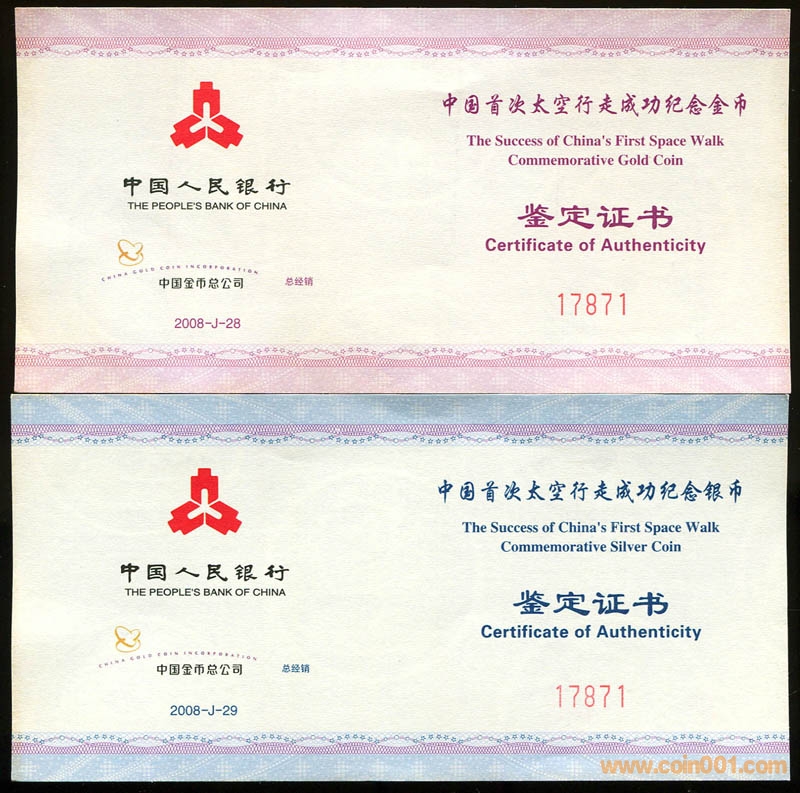 中国人民银行
THE PEOPLE'S BANK OF CHINA
CHINA GOLD COIN INCORPORATION
中国金币总公司 总经销
2008-J-28
中国首次太空行走成功纪念金币
The Success of China's First Space Walk
Commemorative Gold Coin
鉴定证书
Certificate of Authenticity
17871
中国人民银行
THE PEOPLE'S BANK OF CHINA
CHINA GOLD COIN INCORPORATION
中国金币总公司 总经销
2008-J-29
中国首次太空行走成功纪念银币
The Success of China's First Space Walk
Commemorative Silver Coin
鉴定证书
Certificate of Authenticity
17871
www.coin001.com